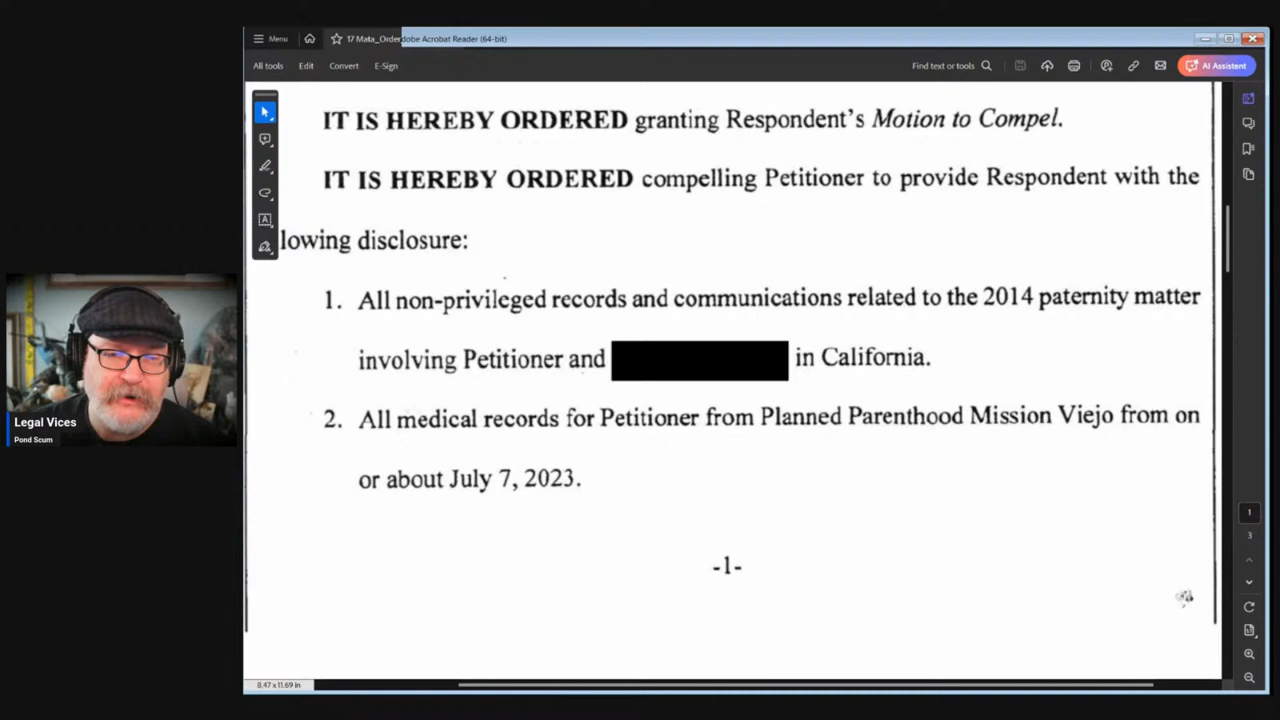 Menu
17 Mata_Orderdobe Acrobat Reader (64-bit)
All tools Edit Convert E-Sign Find text or tools AI Assistant
IT IS HEREBY ORDERED granting Respondent's Motion to Compel.
IT IS HEREBY ORDERED compelling Petitioner to provide Respondent with the
lowing disclosure:
1. All non-privileged records and communications related to the 2014 paternity matter
involving Petitioner and in California.
2. All medical records for Petitioner from Planned Parenthood Mission Viejo from on
or about July 7, 2023.
-1-
Legal Vices
Pond Scum
1
3
8.47 x 11.69 in